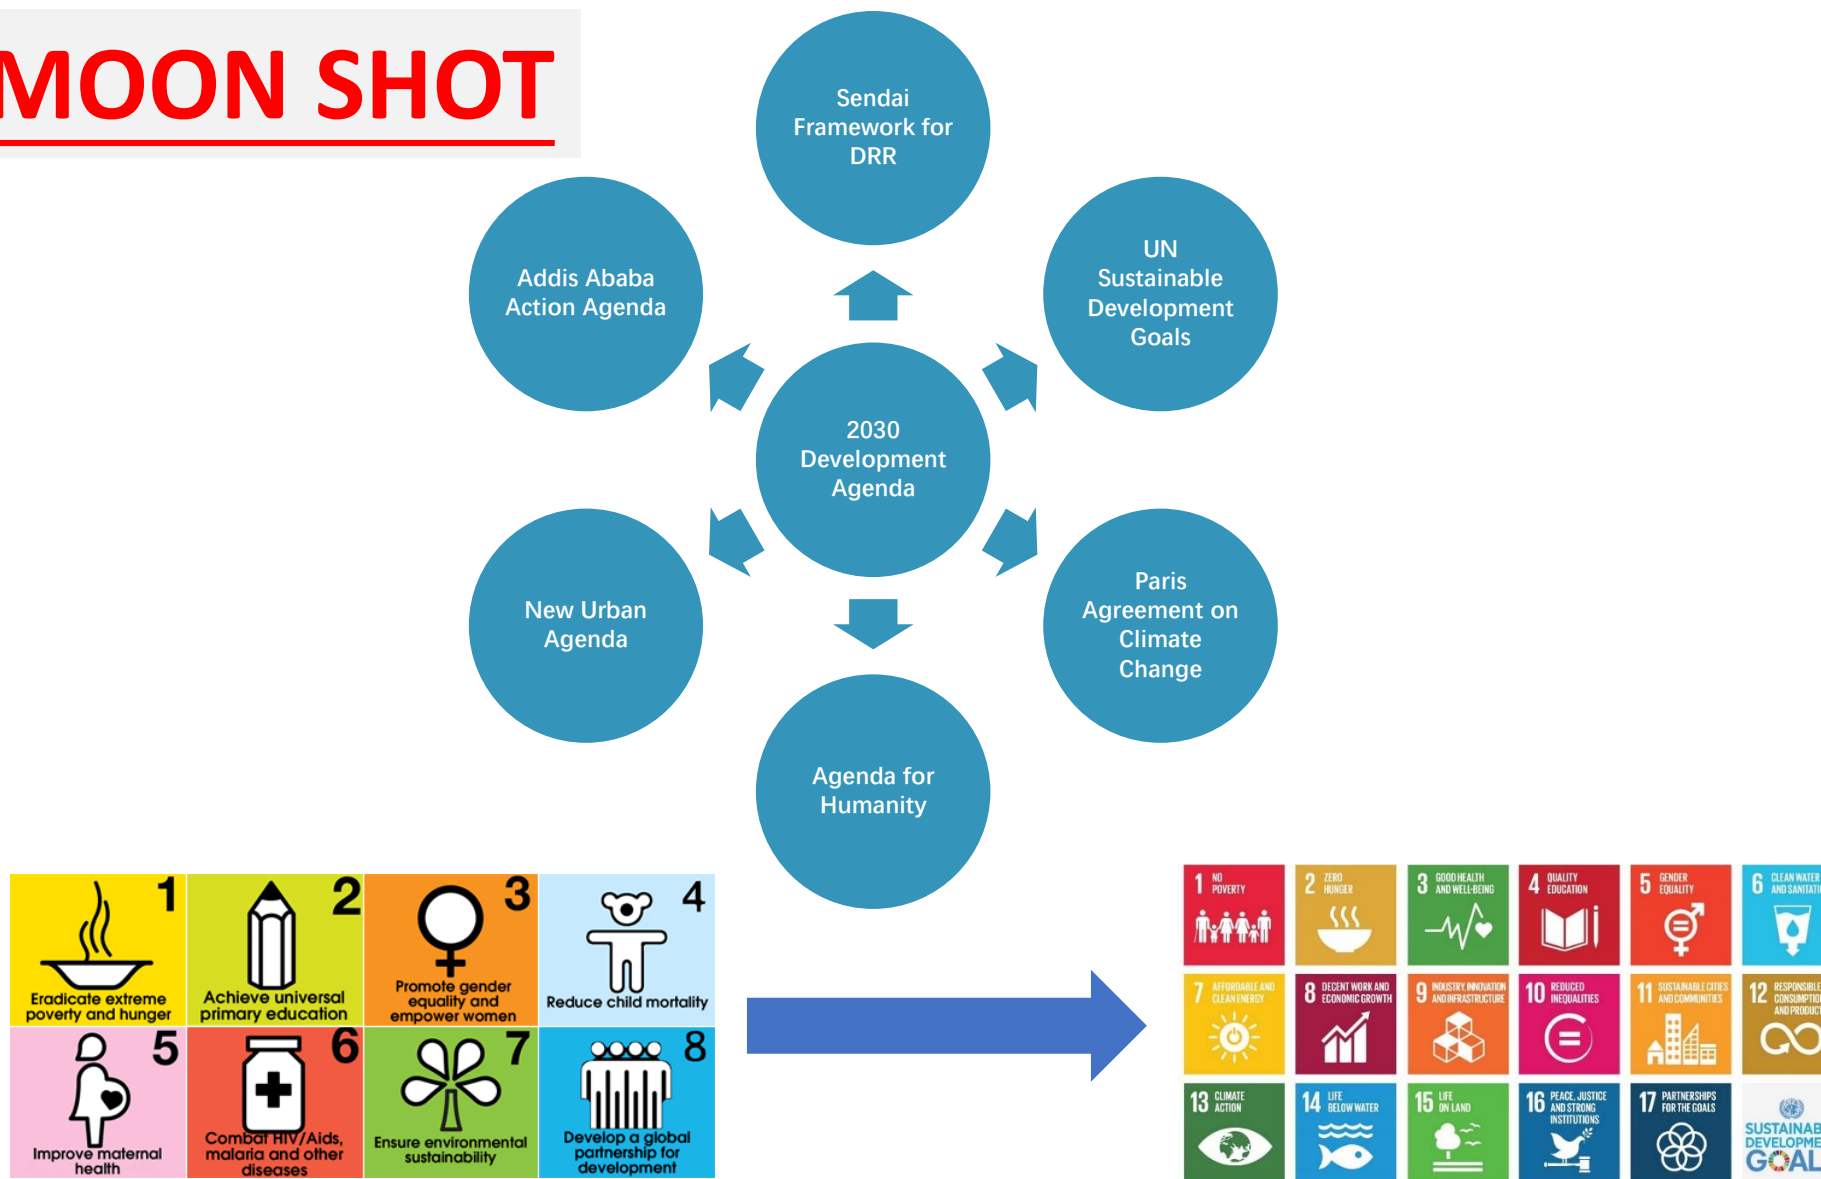 MOON SHOT
Sendai
Framework for
DRR
UN
Sustainable
Development
Goals
Addis Ababa
Action Agenda
2030
Development
Agenda
New Urban
Agenda
Paris
Agreement on
Climate
Change
Agenda for
Humanity
1
Eradicate extreme
poverty and hunger
2
Achieve universal
primary education
3
Promote gender
equality and
empower women
4
Reduce child mortality
5
Improve maternal
health
6
Combat HIV/Aids,
malaria and other
diseases
7
Ensure environmental
sustainability
8
Develop a global
partnership for
development
1 NO
POVERTY
2 ZERO
HUNGER
3 GOOD HEALTH
AND WELL-BEING
4 QUALITY
EDUCATION
5 GENDER
EQUALITY
6 CLEAN WATER
AND SANITATI
7 AFFORDABLE AND
CLEAN ENERGY
8 DECENT WORK AND
ECONOMIC GROWTH
9 INDUSTRY, INNOVATION
AND INFRASTRUCTURE
10 REDUCED
INEQUALITIES
11 SUSTAINABLE CITIES
AND COMMUNITIES
12 RESPONSIBLE
CONSUMPTIO
AND PRODUCT
13 CLIMATE
ACTION
14 LIFE
BELOW WATER
15 LIFE
ON LAND
16 PEACE, JUSTICE
AND STRONG
INSTITUTIONS
17 PARTNERSHIPS
FOR THE GOALS
SUSTAINAB
DEVELOPME
GOAL